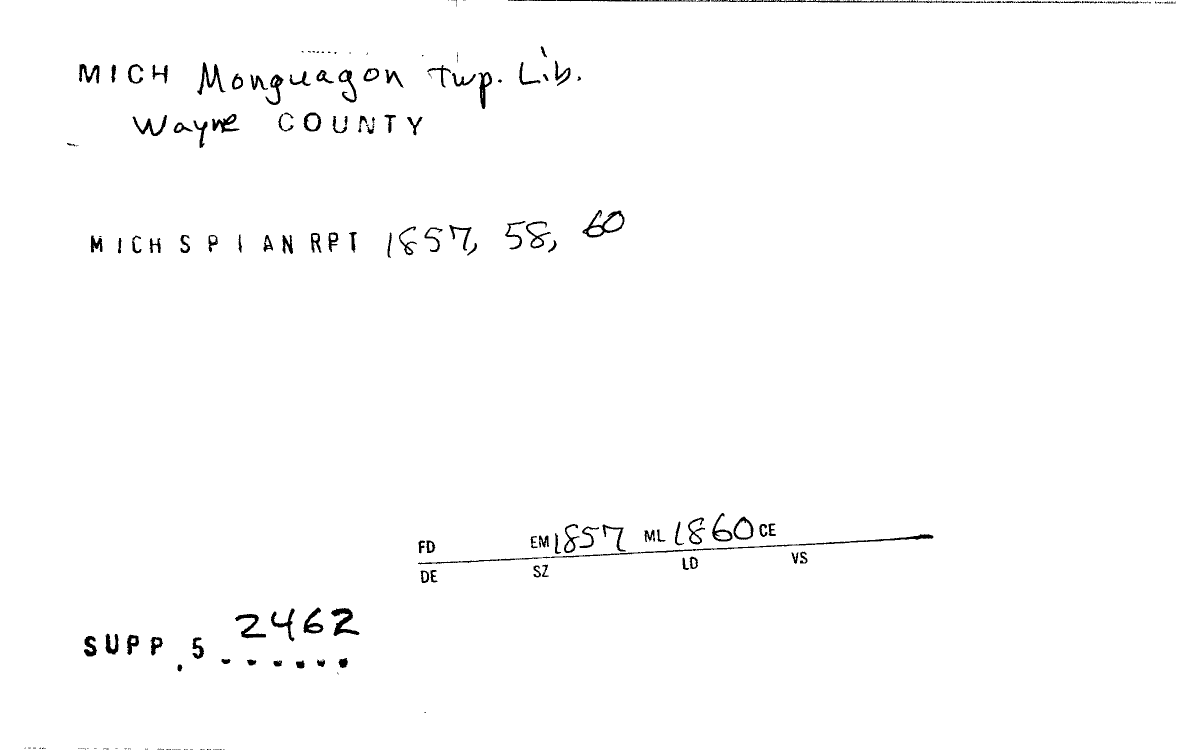 MICH Monguagon twp. Lib.
Wayne COUNTY
MICH S P I AN RPT 1857, 58, 60
FD EM 1857 ML 1860 CE
DE SZ LD VS
SUPP. 5 2462